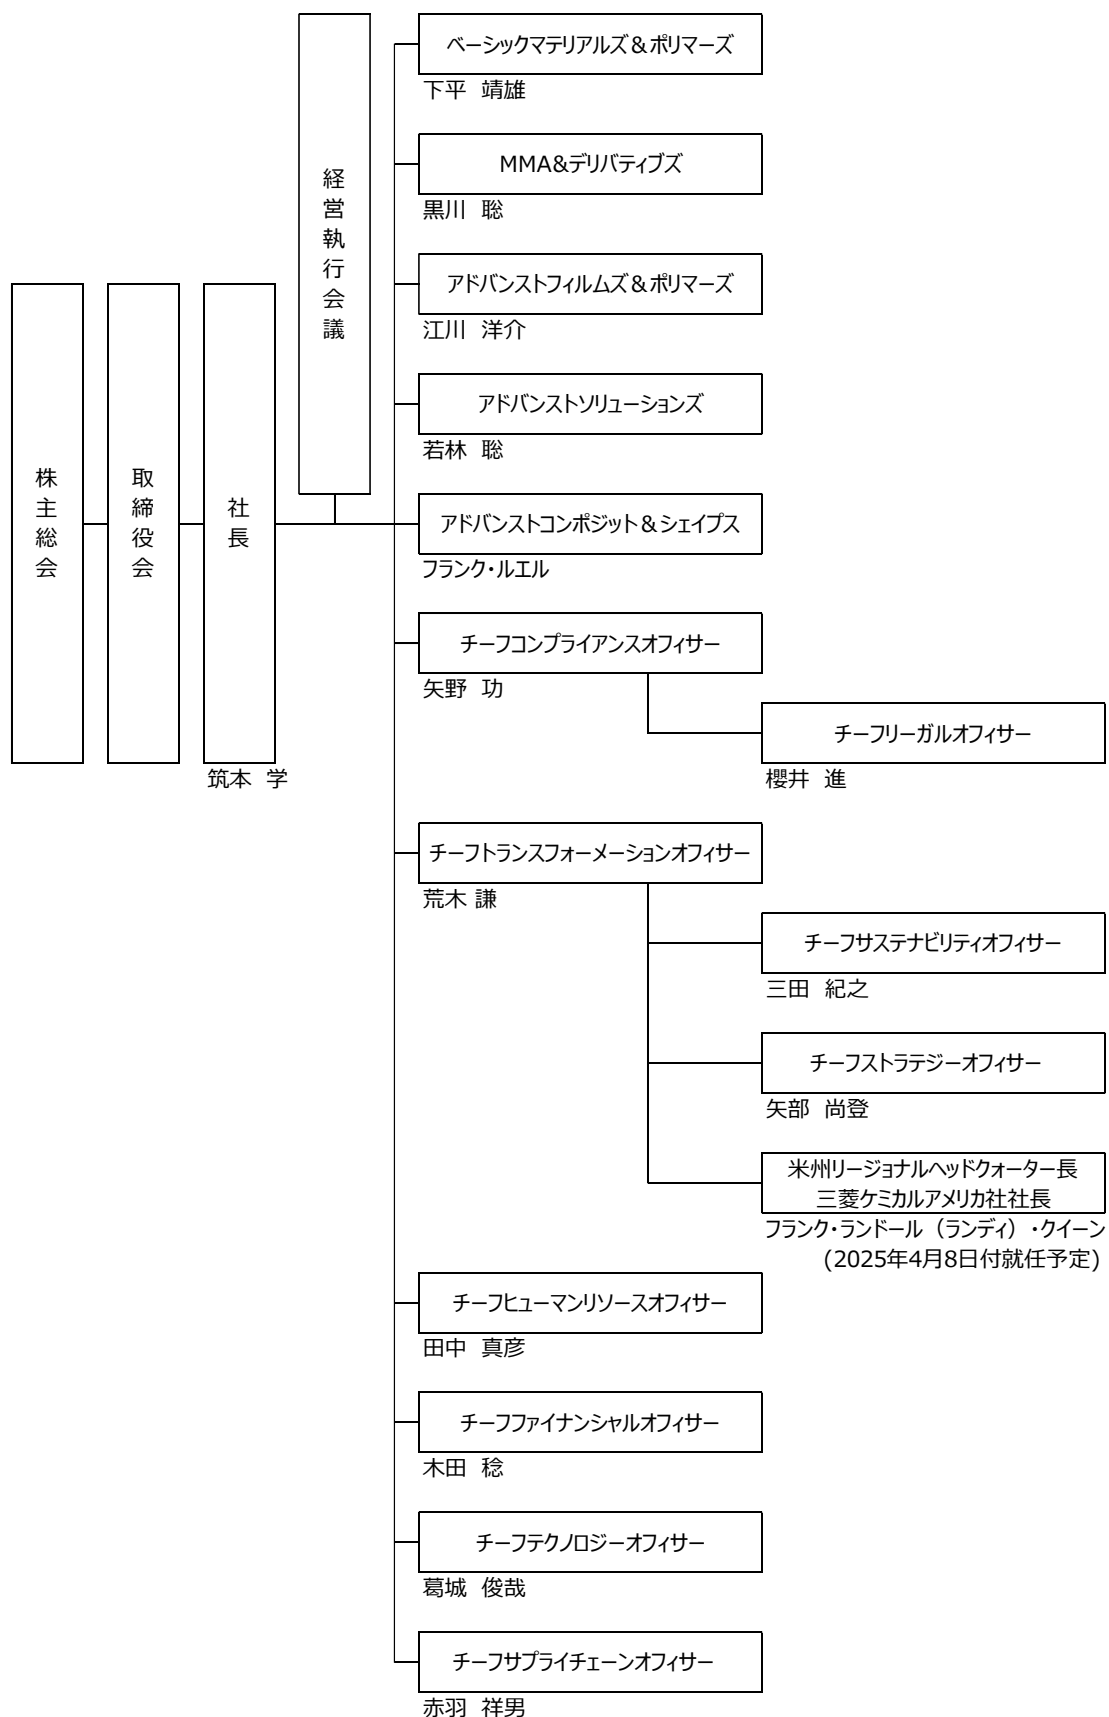 株主総会
取締役会
社長
筑本 学
経営執行会議
ベーシックマテリアルズ&ポリマーズ
下平 靖雄
MMA&デリバティブズ
黒川 聡
アドバンストフィルムズ&ポリマーズ
江川 洋介
アドバンストソリューションズ
若林 聡
アドバンストコンポジット&シェイプス
フランク・ルエル
チーフコンプライアンスオフィサー
矢野 功
チーフリーガルオフィサー
櫻井 進
チーフトランスフォーメーションオフィサー
荒木 謙
チーフサステナビリティオフィサー
三田 紀之
チーフストラテジーオフィサー
矢部 尚登
米州リージョナルヘッドクォーター長
三菱ケミカルアメリカ社社長
フランク・ランドール(ランディ)・クイーン
(2025年4月8日付就任予定)
チーフヒューマンリソースオフィサー
田中 真彦
チーフファイナンシャルオフィサー
木田 稔
チーフテクノロジーオフィサー
葛城 俊哉
チーフサプライチェーンオフィサー
赤羽 祥男